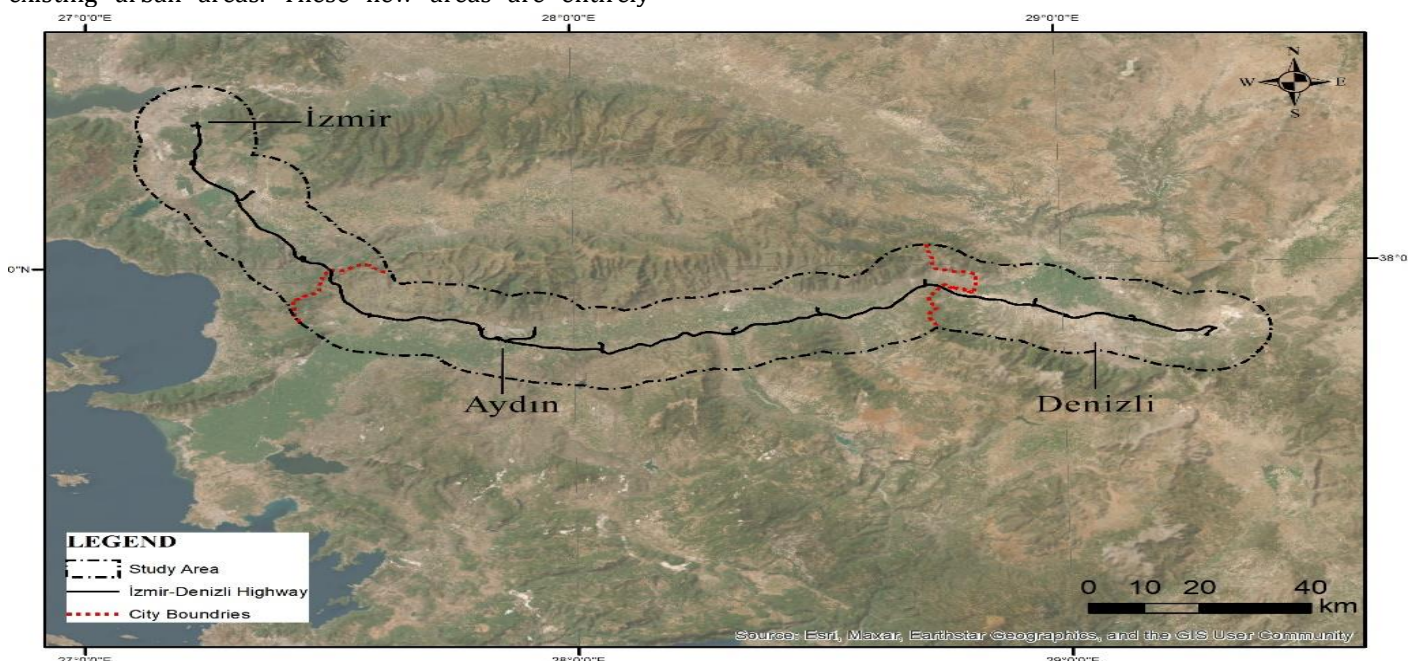 existing urban areas. These new areas are entirely
27°0'0"E 28°0'0"E 29°0'0"E
N
W E
S
İzmir
0°N 38°0
Aydın Denizli
LEGEND
Study Area
İzmir-Denizli Highway
City Boundries
0 10 20 40
km
Source: Esri, Maxar, Earthstar Geographics, and the GIS User Community
27°0'0"E 28°0'0"E 29°0'0"E